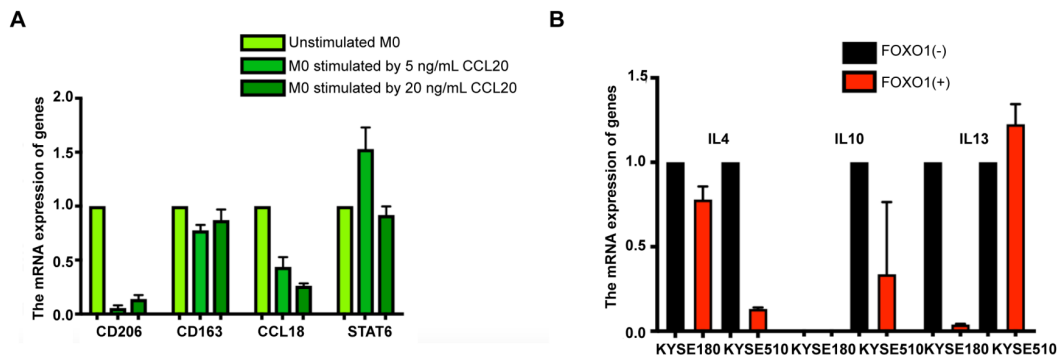 A
Unstimulated M0
M0 stimulated by 5 ng/mL CCL20
M0 stimulated by 20 ng/mL CCL20
The mRNA expression of genes
2.0
1.5
1.0
0.5
0.0
CD206 CD163 CCL18 STAT6
B
FOXO1(-)
FOXO1(+)
The mRNA expression of genes
1.5
1.0
0.5
0.0
IL4 IL10 IL13
KYSE180 KYSE510 KYSE180 KYSE510 KYSE180 KYSE510